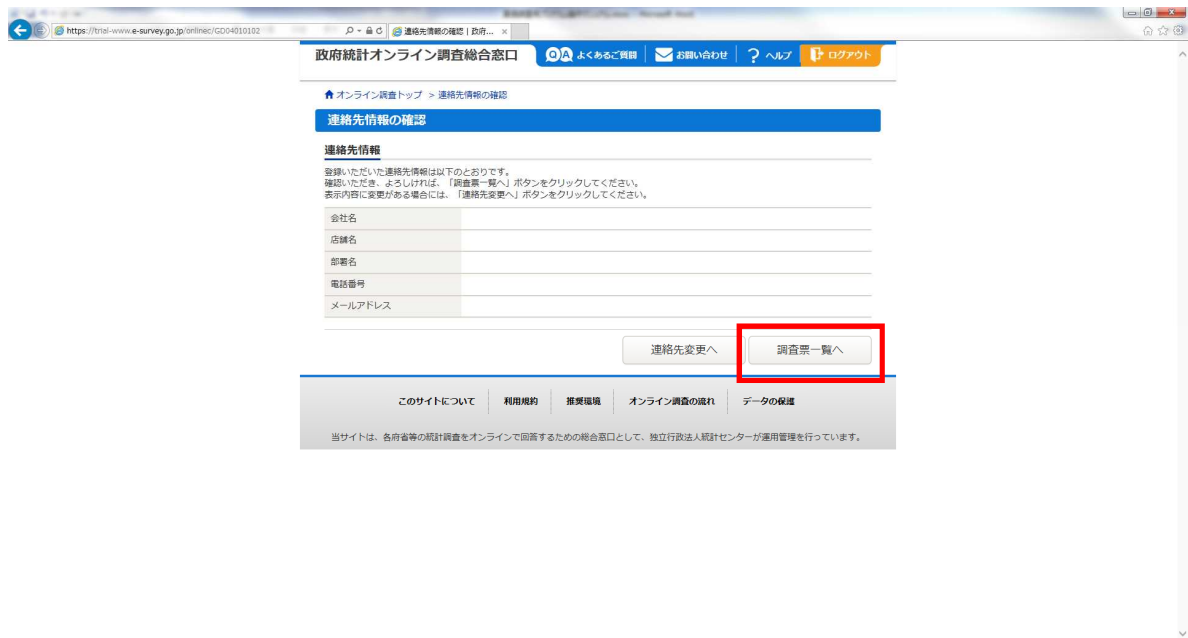 https://trial-www.e-survey.go.jp/onlinec/GD04010102
連絡先情報の確認 | 政府... ×
政府統計オンライン調査総合窓口
QA よくあるご質問 お問い合わせ ? ヘルプ ログアウト
オンライン調査トップ > 連絡先情報の確認
連絡先情報の確認
連絡先情報
登録いただいた連絡先情報は以下のとおりです。
確認いただき、よろしければ、「調査票一覧へ」ボタンをクリックしてください。
表示内容に変更がある場合には、「連絡先変更へ」ボタンをクリックしてください。
会社名
店舗名
部署名
電話番号
メールアドレス
連絡先変更へ 調査票一覧へ
このサイトについて 利用規約 推奨環境 オンライン調査の流れ データの保護
当サイトは、各府省等の統計調査をオンラインで回答するための総合窓口として、独立行政法人統計センターが運用管理を行っています。